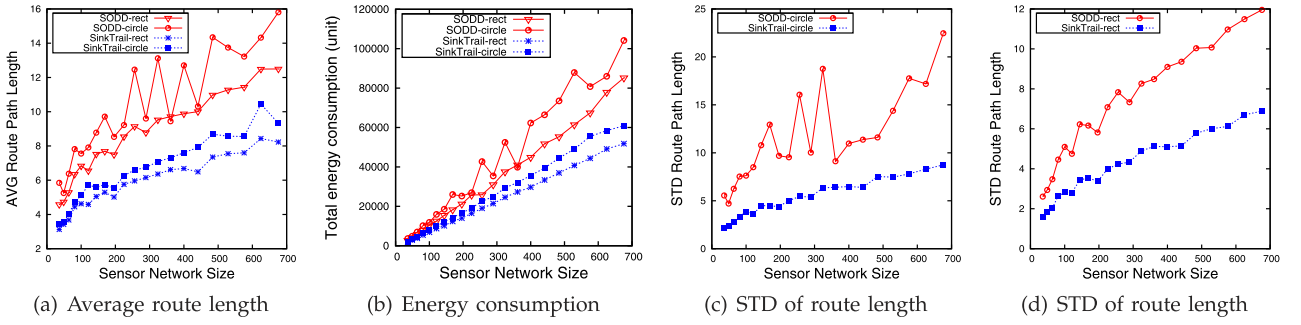 AVG Route Path Length
16
14
12
10
8
6
4
2
SODD-rect
SODD-circle
SinkTrail-rect
SinkTrail-circle
0 100 200 300 400 500 600 700
Sensor Network Size
(a) Average route length
Total energy consumption (unit)
120000
100000
80000
60000
40000
20000
0
SODD-rect
SODD-circle
SinkTrail-rect
SinkTrail-circle
0 100 200 300 400 500 600 700
Sensor Network Size
(b) Energy consumption
STD Route Path Length
25
20
15
10
5
0
SODD-circle
SinkTrail-circle
0 100 200 300 400 500 600 700
Sensor Network Size
(c) STD of route length
STD Route Path Length
12
10
8
6
4
2
0
SODD-circle
SinkTrail-circle
0 100 200 300 400 500 600 700
Sensor Network Size
(d) STD of route length